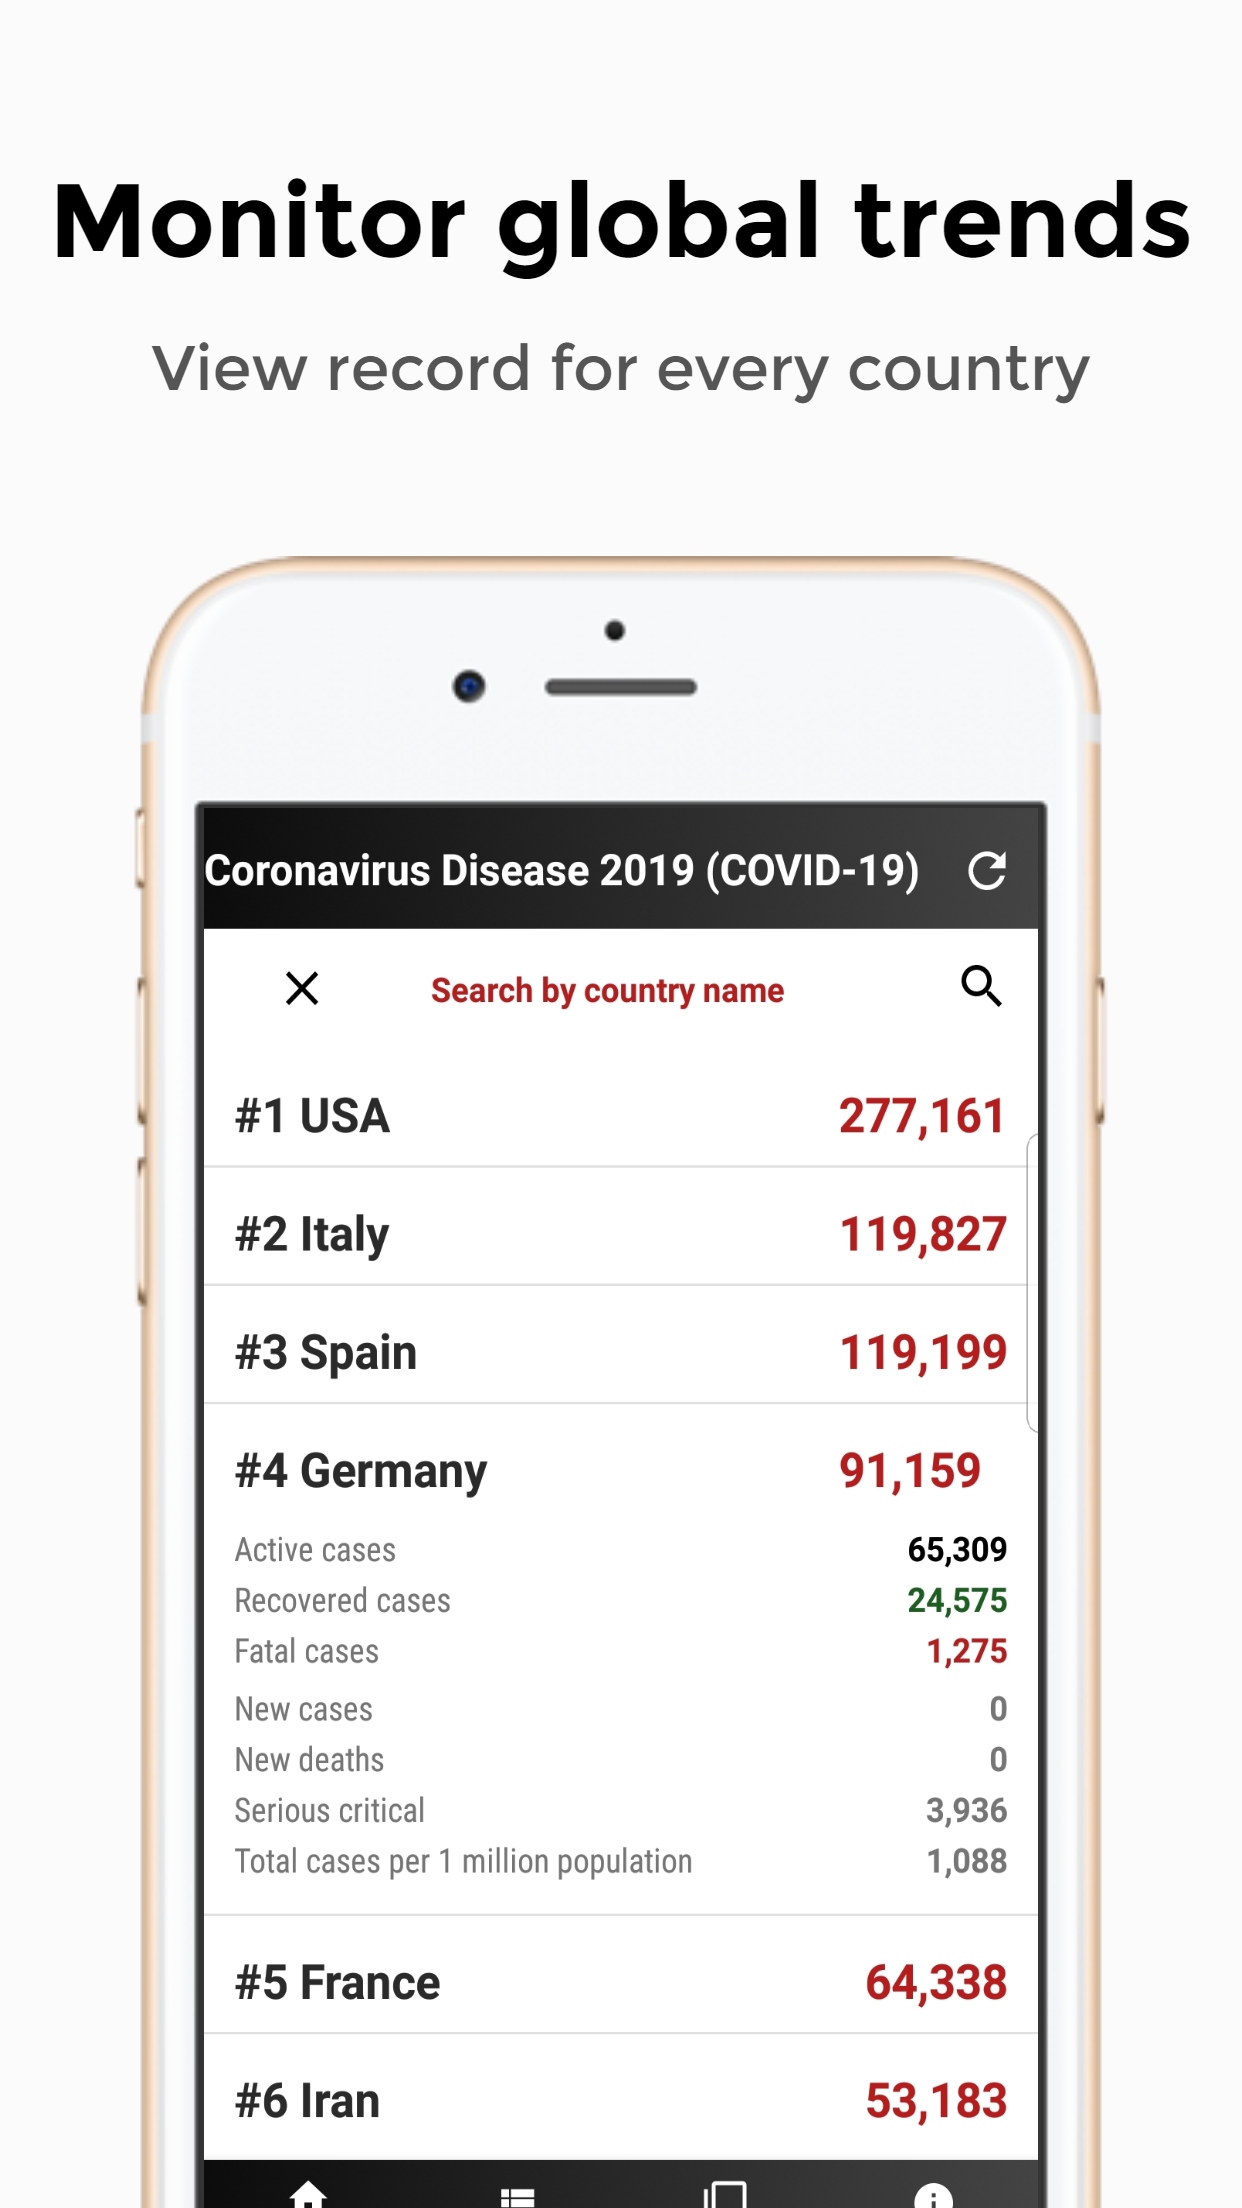 Monitor global trends
View record for every country
Coronavirus Disease 2019 (COVID-19)
Search by country name
#1 USA 277,161
#2 Italy 119,827
#3 Spain 119,199
#4 Germany 91,159
Active cases 65,309
Recovered cases 24,575
Fatal cases 1,275
New cases 0
New deaths 0
Serious critical 3,936
Total cases per 1 million population 1,088
#5 France 64,338
#6 Iran 53,183